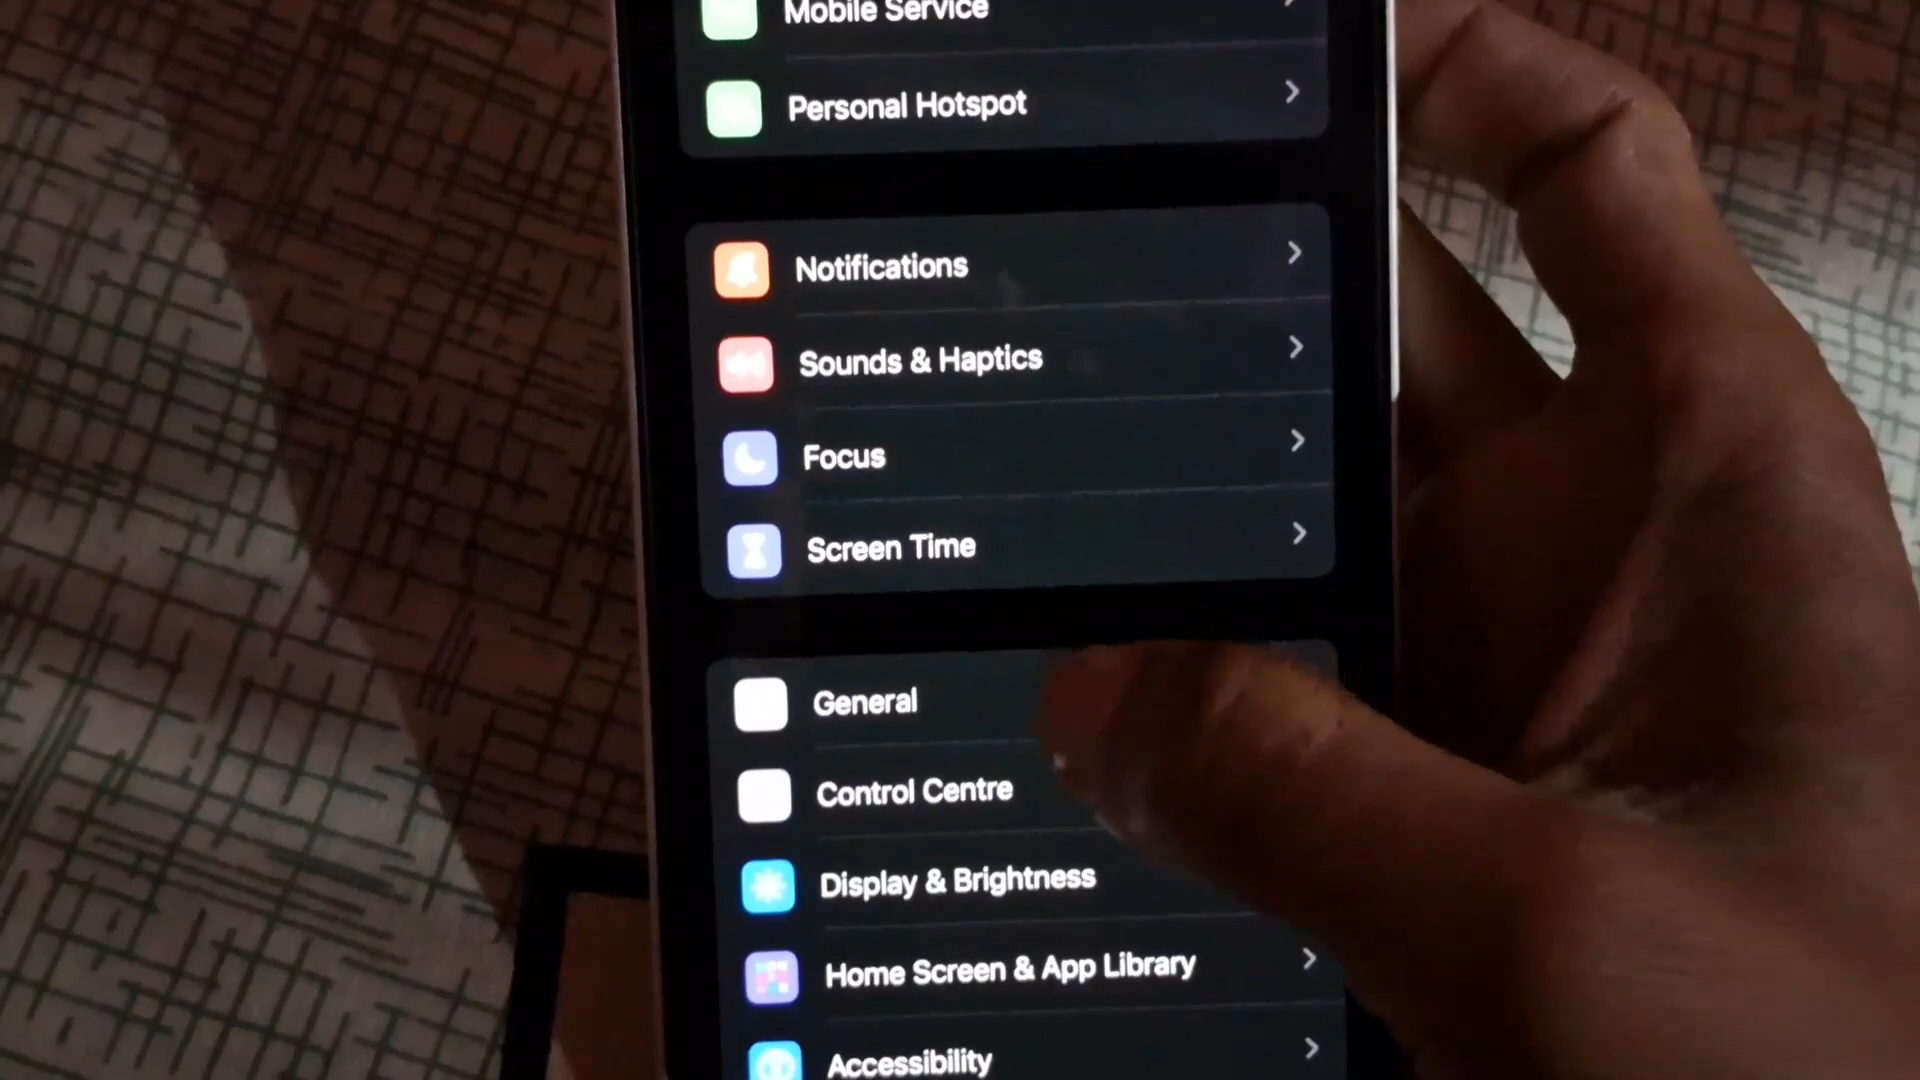 Mobile Service
Personal Hotspot
Notifications
Sounds & Haptics
Focus
Screen Time
General
Control Centre
Display & Brightness
Home Screen & App Library
Accessibility